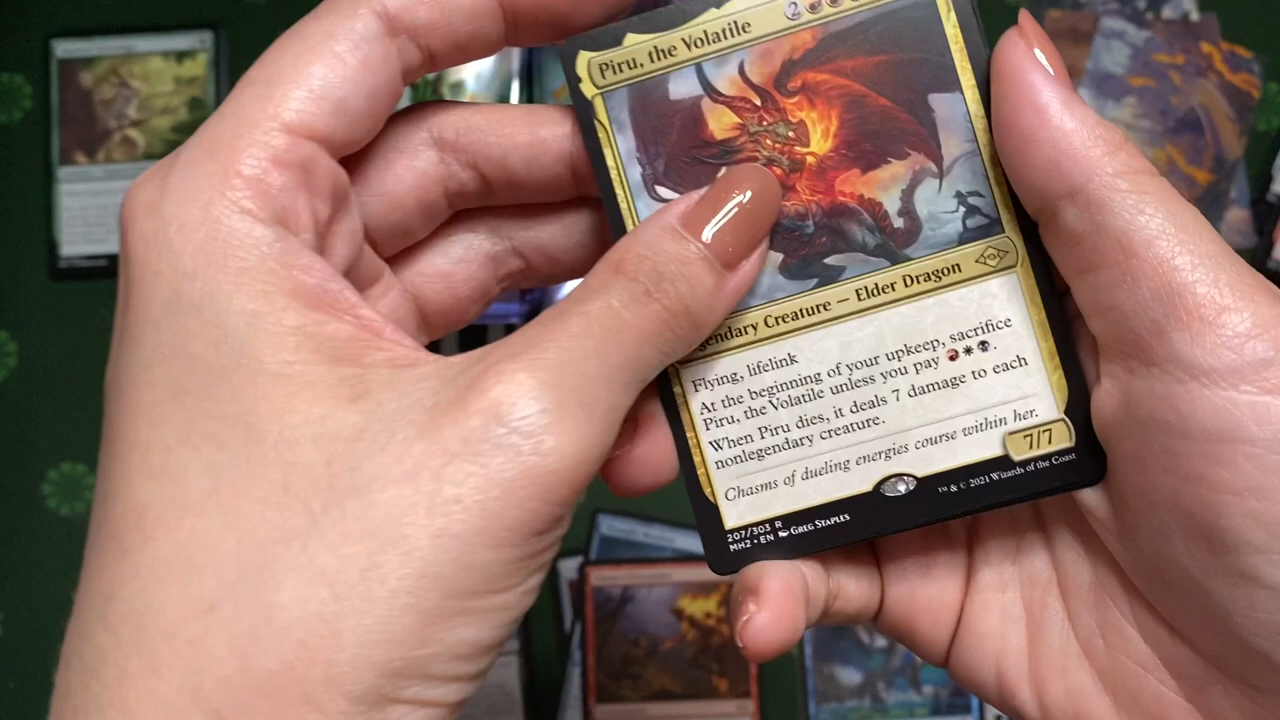 Piru, the Volatile
2
gendary Creature — Elder Dragon
Flying, lifelink
At the beginning of your upkeep, sacrifice
Piru, the Volatile unless you pay
When Piru dies, it deals 7 damage to each
nonlegendary creature.
Chasms of dueling energies course within her.
7/7
207/303 R
MH2 • EN GREG STAPLES
™ & © 2021 Wizards of the Coast